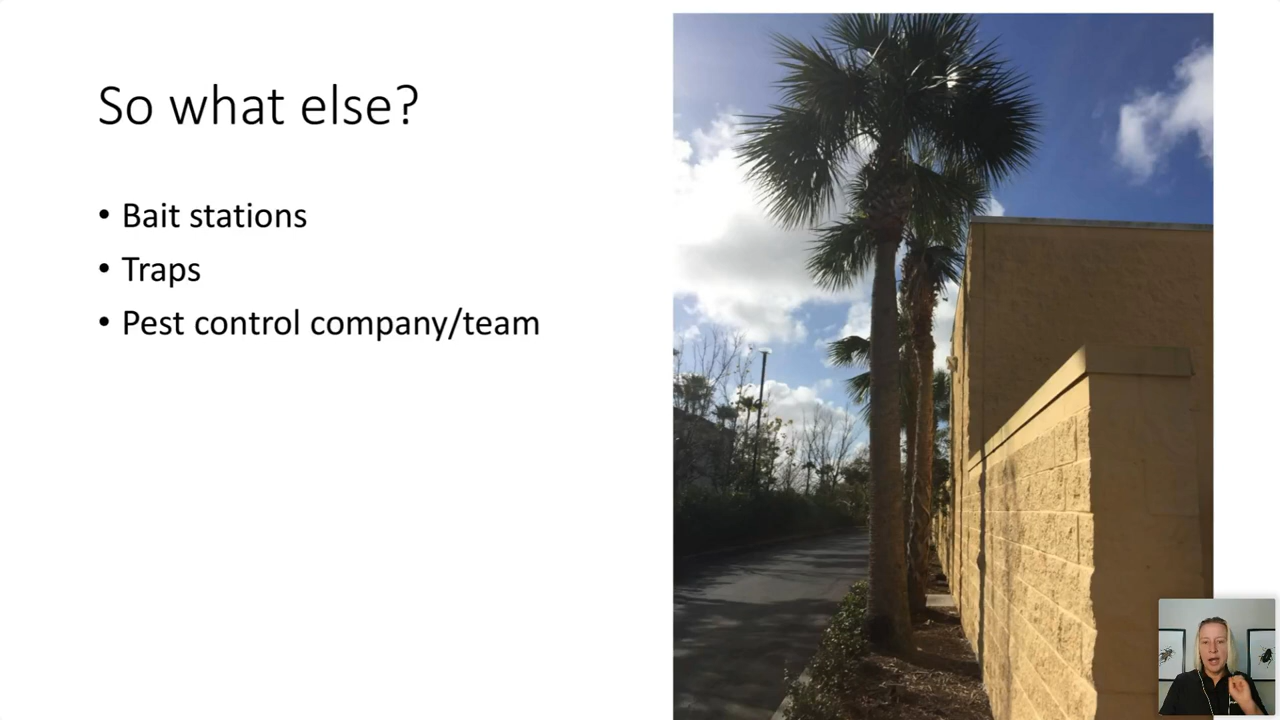 So what else?
• Bait stations
• Traps
• Pest control company/team